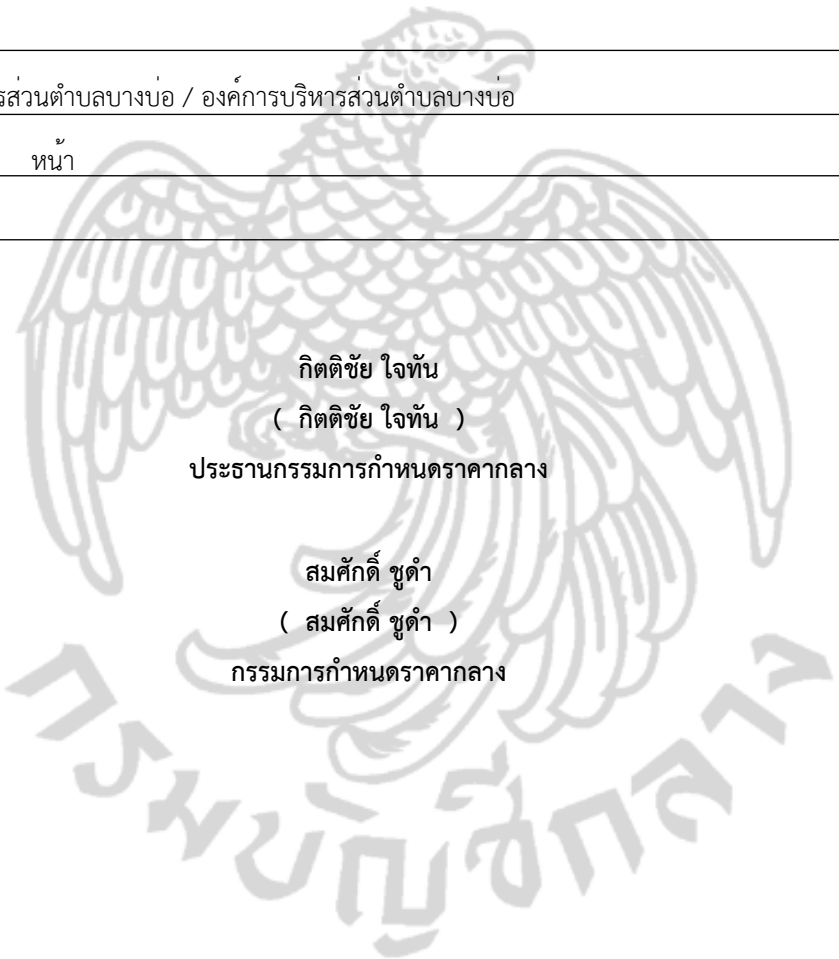 รส่วนตำบลบางบ่อ / องค์การบริหารส่วนตำบลบางบ่อ
หน้า
กิตติชัย ใจทัน
( กิตติชัย ใจทัน )
ประธานกรรมการกำหนดราคากลาง
สมศักดิ์ ชูดำ
( สมศักดิ์ ชูดำ )
กรรมการกำหนดราคากลาง
กรมบัญชีกลาง